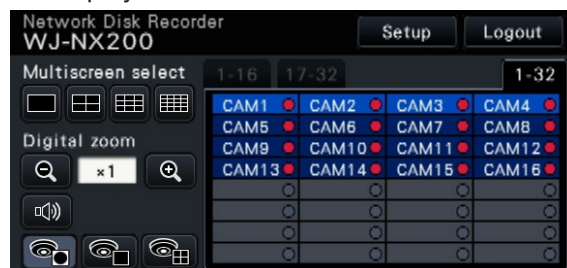 Network Disk Recorder
WJ-NX200
Setup
Logout
Multiscreen select
1-16
17-32
1-32
CAM1 CAM2 CAM3 CAM4
CAM5 CAM6 CAM7 CAM8
CAM9 CAM10 CAM11 CAM12
CAM13 CAM14 CAM15 CAM16
Digital zoom
×1